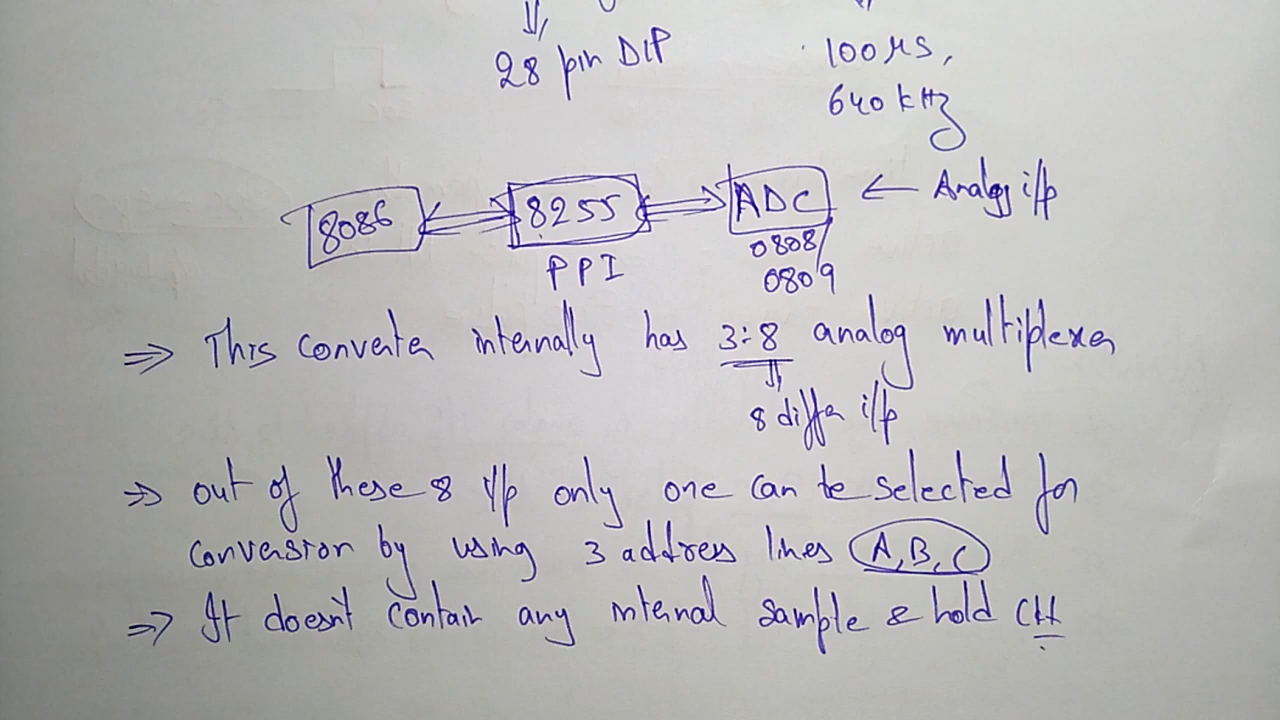 28 pin DIP
100 μs,
640 kHz
8086
8255
ADC
← Analog i/p
PPI
0808/
0809
⇒ This converter internally has 3:8 analog multiplexer
8 differ i/p
⇒ out of these 8 i/p only one can be selected for
conversion by using 3 address lines A, B, C
⇒ It doesn't contain any internal sample & hold ckt